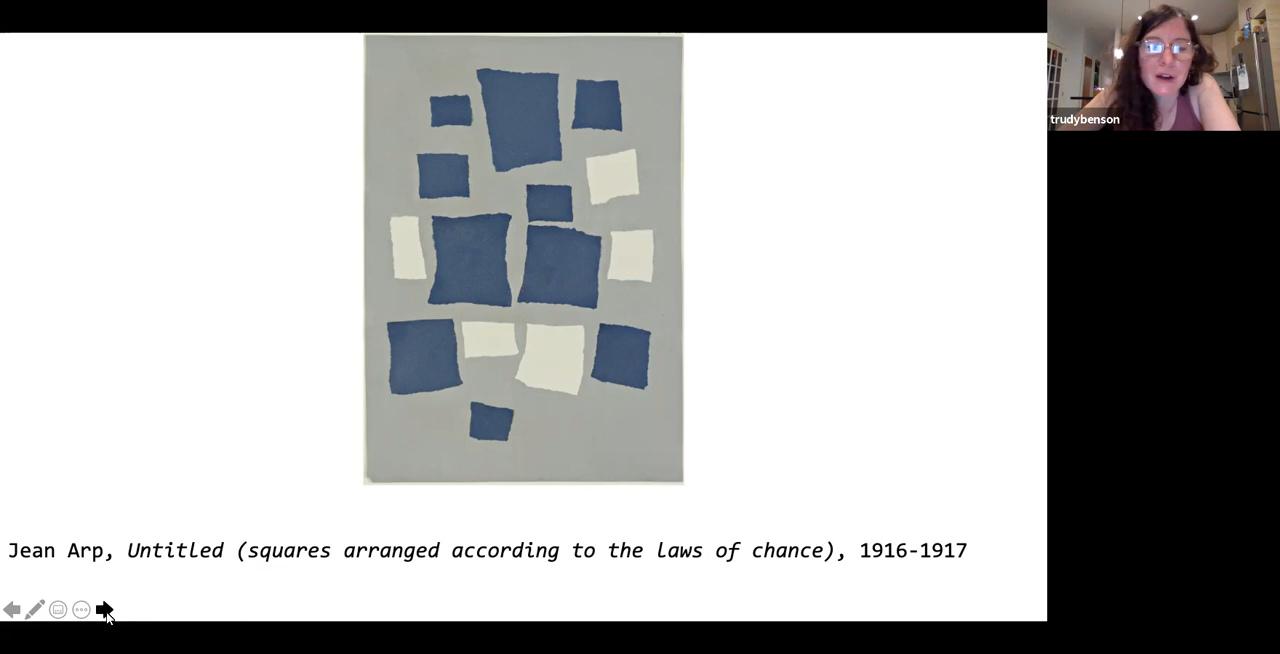 trudybenson
Jean Arp, Untitled (squares arranged according to the laws of chance), 1916-1917